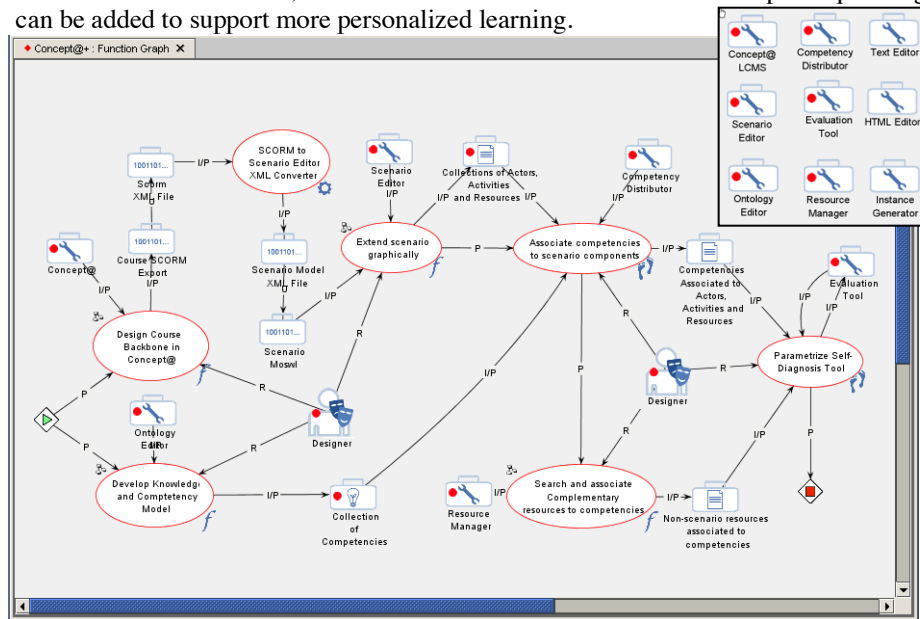 can be added to support more personalized learning.
Concept@+ : Function Graph
Concept@
LCMS
Competency
Distributor
Text Editor
Scenario
Editor
Evaluation
Tool
HTML Editor
Ontology
Editor
Resource
Manager
Instance
Generator
1001101...
Scorm
XML File
I/P
SCORM to
Scenario Editor
XML Converter
Scenario
Editor
I/P
Collections of Actors,
Activities
and Resources
I/P
I/P
Competency
Distributor
I/P
I/P
Concept@
1001101...
Course SCORM
Export
1001101...
Scenario Model
XML File
Extend scenario
graphically
P
Associate competencies
to scenario components
I/P
Competencies
Associated to
Actors,
Activities and
Resources
Evaluation
Tool
I/P
I/P
I/P
I/P
I/P
I/P
1001101...
Scenario
Moswl
Design Course
Backbone in
Concept@
R
R
R
Parametrize Self-
Diagnosis Tool
P
R
I/P
P
Designer
R
P
Designer
R
P
Ontology
Editor
I/P
R
I/P
Develop Knowledge
and Comptetency
Model
I/P
Collection
of
Competencies
Resource
Manager
I/P
Search and associate
Complementary
resources to competencies
I/P
Non-scenario resources
associated to
competencies